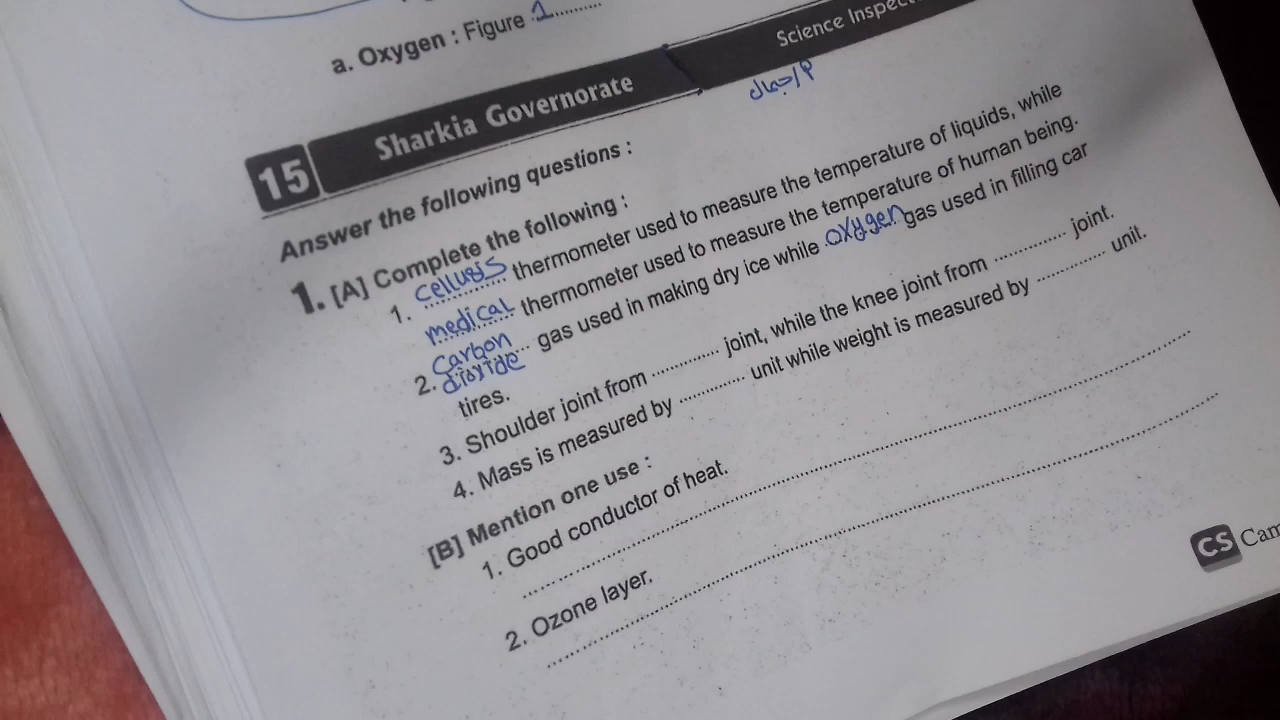 a. Oxygen : Figure 1
15 Sharkia Governorate Science
أ/جمال
Answer the following questions :
1. [A] Complete the following :
1. celluss thermometer used to measure the temperature of liquids, while
medical thermometer used to measure the temperature of human being.
2. Carbon dioxide gas used in making dry ice while oxygen gas used in filling car
tires.
3. Shoulder joint from ............ joint, while the knee joint from ............ joint.
4. Mass is measured by ............ unit while weight is measured by ............ unit.
[B] Mention one use :
1. Good conductor of heat.
2. Ozone layer.
CS